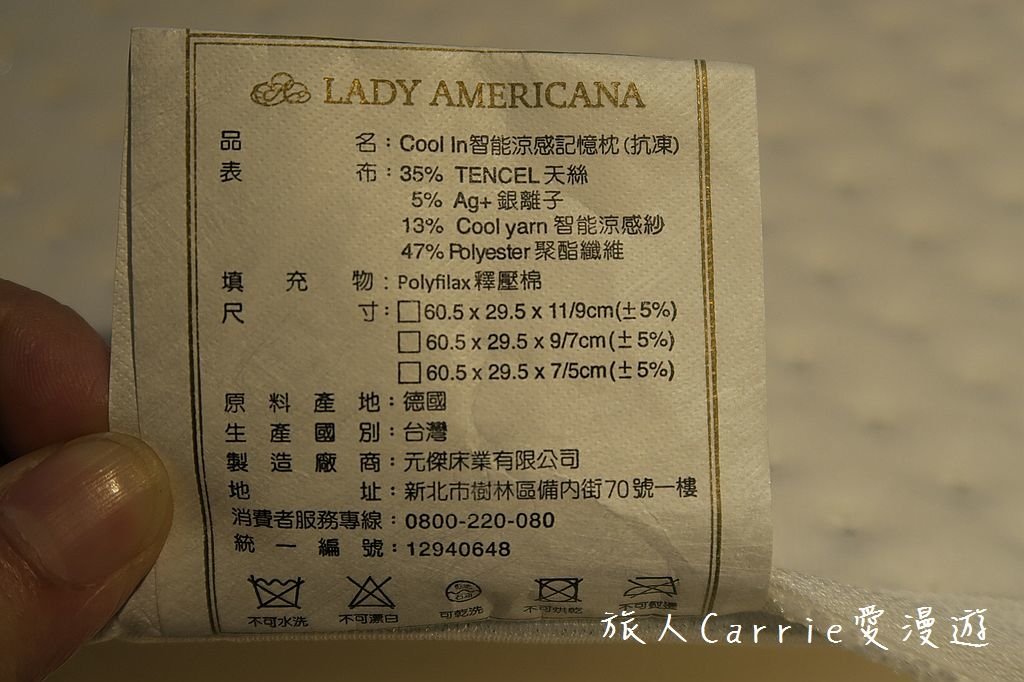 LADY AMERICANA
品名：Cool In智能涼感記憶枕(抗凍)
表布：35% TENCEL天絲
5% Ag+ 銀離子
13% Cool yarn 智能涼感紗
47% Polyester 聚酯纖維
填充物：Polyfilax釋壓棉
尺寸：□60.5 x 29.5 x 11/9cm(±5%)
□60.5 x 29.5 x 9/7cm(±5%)
□60.5 x 29.5 x 7/5cm(±5%)
原料產地：德國
生產國別：台灣
製造廠商：元傑床業有限公司
地址：新北市樹林區備內街70號一樓
消費者服務專線：0800-220-080
統一編號：12940648
不可水洗 不可漂白 可乾洗 不可烘乾 不可熨燙
旅人Carrie愛漫遊